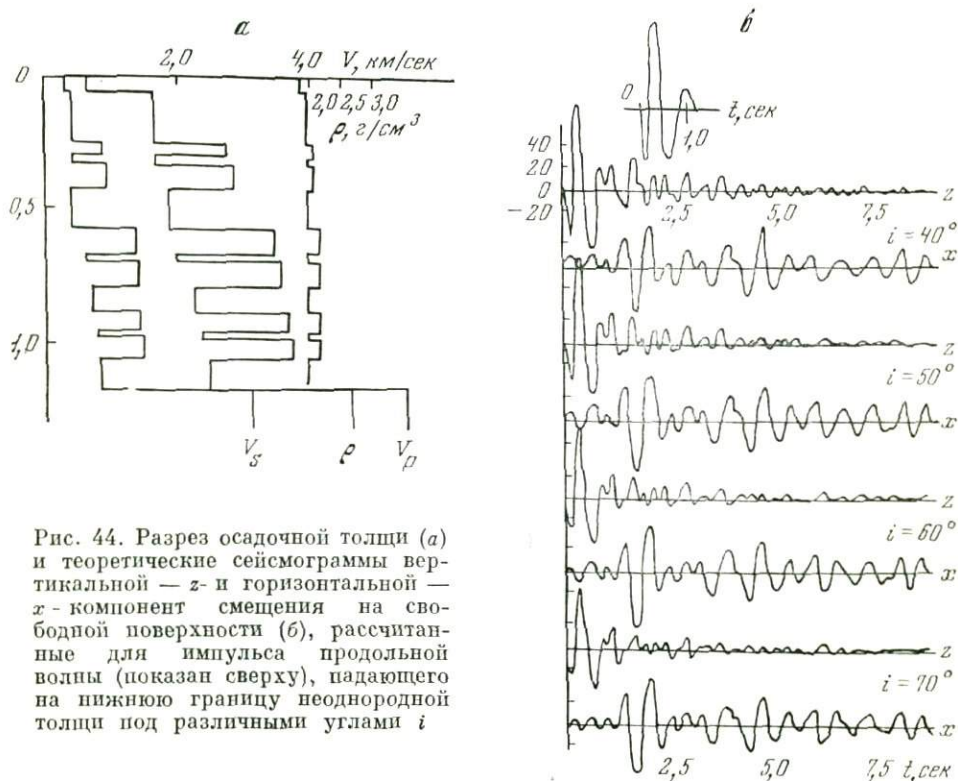 а
2,0 4,0 V, км/сек
0
2,0 2,5 3,0
ρ, г/см³
0,5
1,0
V_s ρ V_p
Рис. 44. Разрез осадочной толщи (а)
и теоретические сейсмограммы вер-
тикальной — z- и горизонтальной —
x - компонент смещения на сво-
бодной поверхности (б), рассчитан-
ные для импульса продольной
волны (показан сверху), падающего
на нижнюю границу неоднородной
толщи под различными углами i
б
0 t, сек
1,0
40
20
0
-20
2,5 5,0 7,5 z
i = 40°
x
z
i = 50°
x
z
i = 60°
x
z
i = 70°
x
2,5 5,0 7,5 t, сек